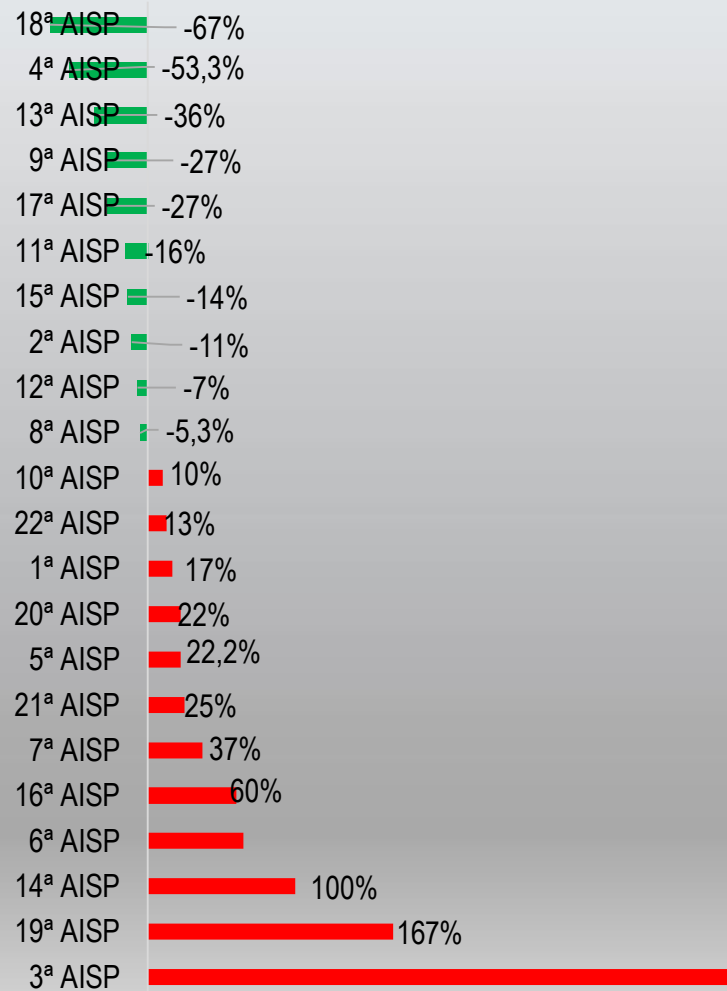 18ª AISP -67%
4ª AISP -53,3%
13ª AISP -36%
9ª AISP -27%
17ª AISP -27%
11ª AISP -16%
15ª AISP -14%
2ª AISP -11%
12ª AISP -7%
8ª AISP -5,3%
10ª AISP 10%
22ª AISP 13%
1ª AISP 17%
20ª AISP 22%
5ª AISP 22,2%
21ª AISP 25%
7ª AISP 37%
16ª AISP 60%
6ª AISP
14ª AISP 100%
19ª AISP 167%
3ª AISP